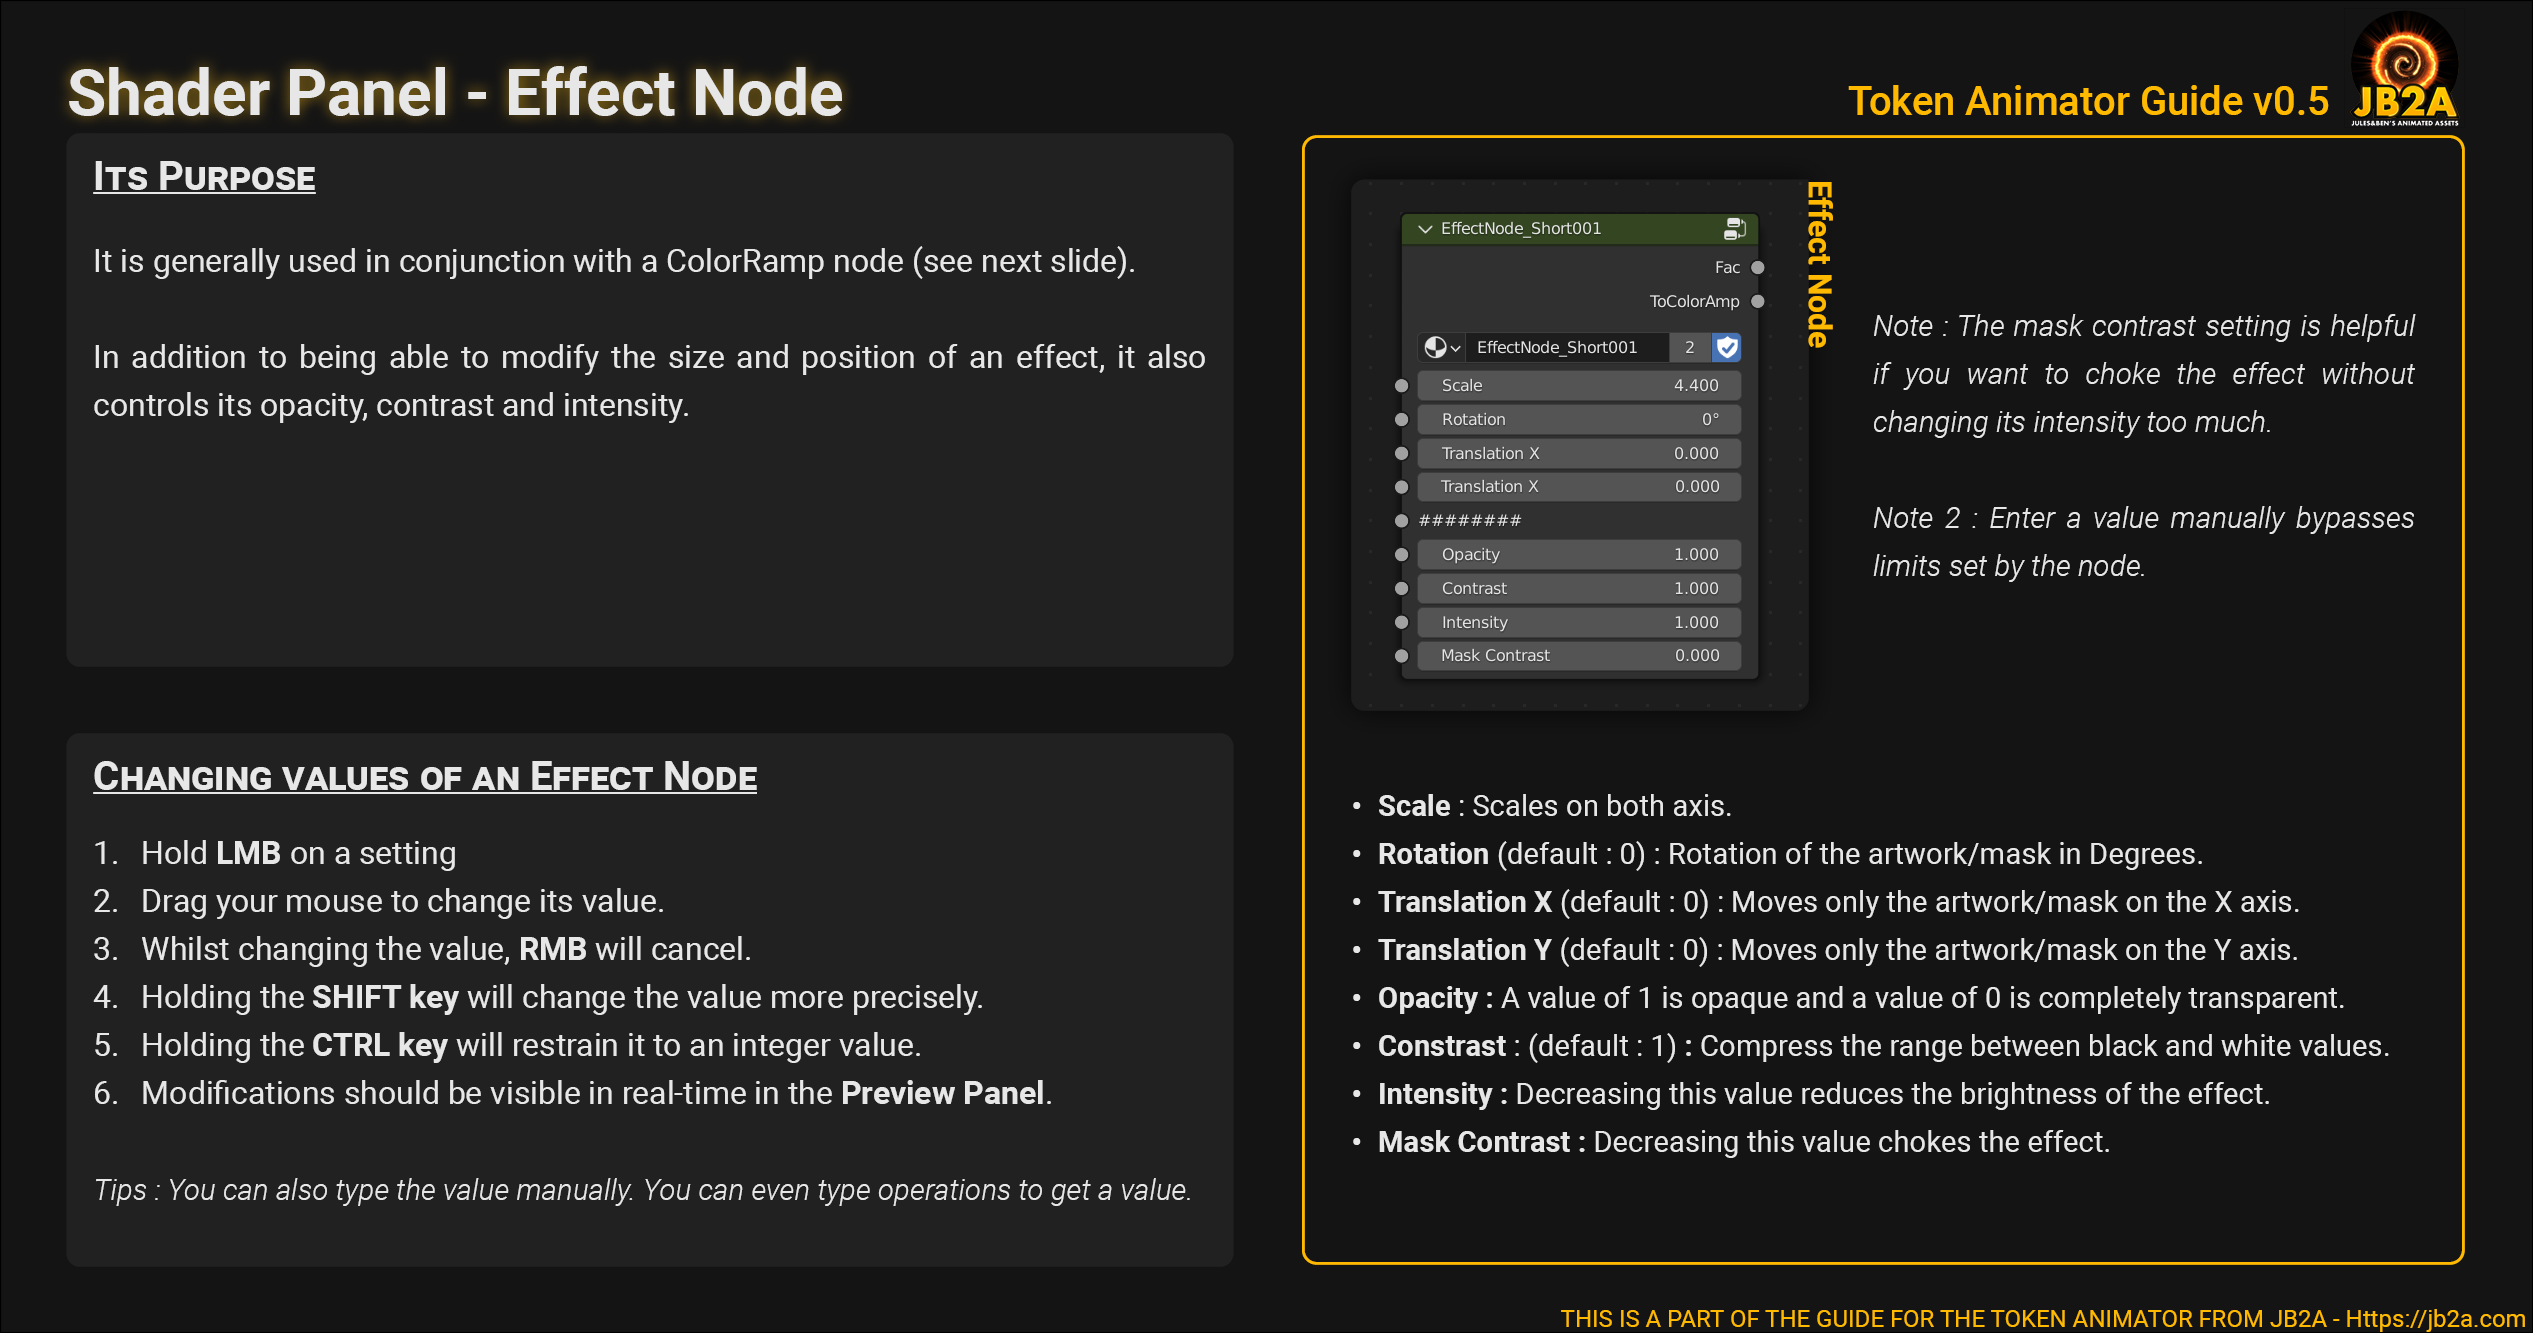 Shader Panel - Effect Node
Token Animator Guide v0.5
JB2A
JULES&BEN'S ANIMATED ASSETS
Its Purpose
It is generally used in conjunction with a ColorRamp node (see next slide).
In addition to being able to modify the size and position of an effect, it also
controls its opacity, contrast and intensity.
Changing values of an Effect Node
1. Hold LMB on a setting
2. Drag your mouse to change its value.
3. Whilst changing the value, RMB will cancel.
4. Holding the SHIFT key will change the value more precisely.
5. Holding the CTRL key will restrain it to an integer value.
6. Modifications should be visible in real-time in the Preview Panel.
Tips : You can also type the value manually. You can even type operations to get a value.
Effect Node
EffectNode_Short001
Fac
ToColorAmp
EffectNode_Short001 2
Scale 4.400
Rotation 0°
Translation X 0.000
Translation X 0.000
########
Opacity 1.000
Contrast 1.000
Intensity 1.000
Mask Contrast 0.000
Note : The mask contrast setting is helpful
if you want to choke the effect without
changing its intensity too much.
Note 2 : Enter a value manually bypasses
limits set by the node.
• Scale : Scales on both axis.
• Rotation (default : 0) : Rotation of the artwork/mask in Degrees.
• Translation X (default : 0) : Moves only the artwork/mask on the X axis.
• Translation Y (default : 0) : Moves only the artwork/mask on the Y axis.
• Opacity : A value of 1 is opaque and a value of 0 is completely transparent.
• Constrast : (default : 1) : Compress the range between black and white values.
• Intensity : Decreasing this value reduces the brightness of the effect.
• Mask Contrast : Decreasing this value chokes the effect.
THIS IS A PART OF THE GUIDE FOR THE TOKEN ANIMATOR FROM JB2A - Https://jb2a.com